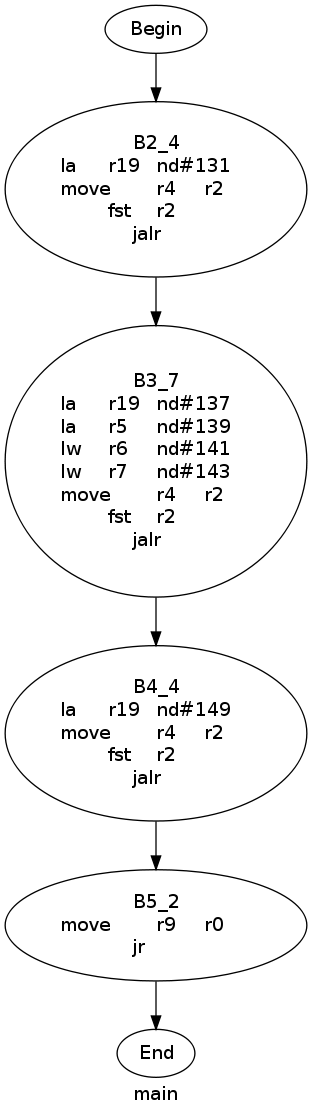 Begin
B2_4
la r19 nd#131
move r4 r2
fst r2
jalr
B3_7
la r19 nd#137
la r5 nd#139
lw r6 nd#141
lw r7 nd#143
move r4 r2
fst r2
jalr
B4_4
la r19 nd#149
move r4 r2
fst r2
jalr
B5_2
move r9 r0
jr
End
main